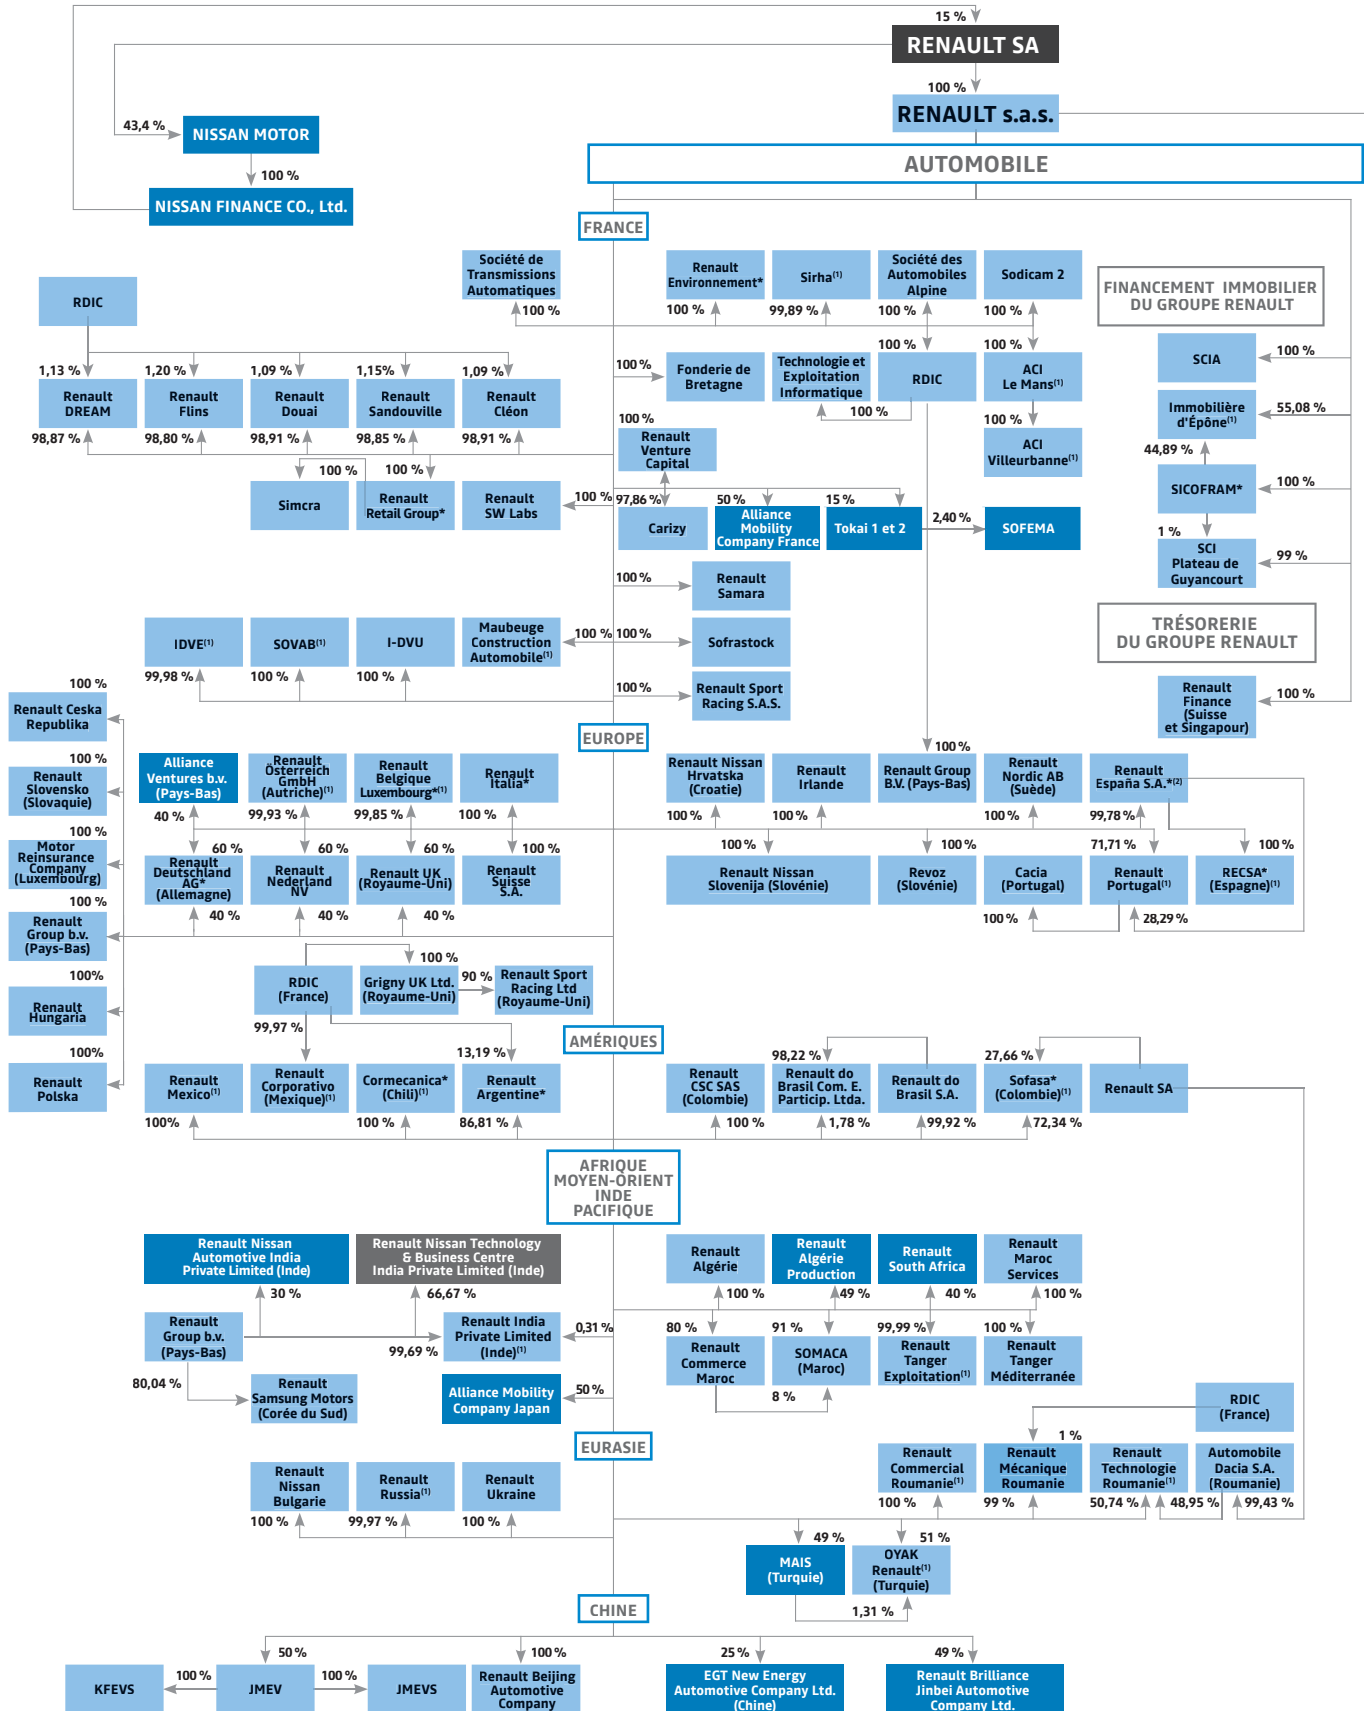 15 %
RENAULT SA
100 %
RENAULT s.a.s.
43,4 %
NISSAN MOTOR
100 %
NISSAN FINANCE CO., Ltd.
AUTOMOBILE
FRANCE
Société de
Transmissions
Automatiques
100 %
Renault
Environnement*
100 %
Sirha(1)
99,89 %
Société des
Automobiles
Alpine
100 %
Sodicam 2
100 %
FINANCEMENT IMMOBILIER
DU GROUPE RENAULT
RDIC
1,13 %
1,20 %
1,09 %
1,15%
1,09 %
Renault
DREAM
Renault
Flins
Renault
Douai
Renault
Sandouville
Renault
Cléon
98,87 %
98,80 %
98,91 %
98,85 %
98,91 %
100 %
Fonderie de
Bretagne
Technologie et
Exploitation
Informatique
100 %
100 %
RDIC
100 %
ACI
Le Mans(1)
100 %
ACI
Villeurbanne(1)
SCIA
100 %
Immobilière
d'Épône(1)
55,08 %
44,89 %
SICOFRAM*
100 %
1 %
SCI
Plateau de
Guyancourt
99 %
100 %
Renault
Venture
Capital
100 %
100 %
Simcra
Renault
Retail Group*
Renault
SW Labs
100 %
97,86 %
Carizy
50 %
Alliance
Mobility
Company France
15 %
Tokai 1 et 2
2,40 %
SOFEMA
100 %
Renault
Samara
TRÉSORERIE
DU GROUPE RENAULT
IDVE(1)
99,98 %
SOVAB(1)
100 %
I-DVU
100 %
Maubeuge
Construction
Automobile(1)
100 %
100 %
Sofrastock
100 %
Renault Sport
Racing S.A.S.
Renault
Finance
(Suisse
et Singapour)
100 %
100 %
Renault Ceska
Republika
100 %
Renault
Slovensko
(Slovaquie)
100 %
Motor
Reinsurance
Company
(Luxembourg)
100 %
Renault
Group b.v.
(Pays-Bas)
100%
Renault
Hungaria
100%
Renault
Polska
EUROPE
Alliance
Ventures b.v.
(Pays-Bas)
40 %
Renault
Österreich
GmbH
(Autriche)(1)
99,93 %
Renault
Belgique
Luxembourg*(1)
99,85 %
Renault
Italia*
100 %
Renault Nissan
Hrvatska
(Croatie)
100 %
Renault
Irlande
100 %
100 %
Renault Group
B.V. (Pays-Bas)
Renault
Nordic AB
(Suède)
100 %
Renault
España S.A.*(2)
99,78 %
60 %
Renault
Deutschland
AG*
(Allemagne)
40 %
60 %
Renault
Nederland
NV
40 %
60 %
Renault UK
(Royaume-Uni)
40 %
100 %
Renault
Suisse
S.A.
100 %
Renault Nissan
Slovenija (Slovénie)
100 %
Revoz
(Slovénie)
Cacia
(Portugal)
100 %
71,71 %
Renault
Portugal(1)
28,29 %
100 %
RECSA*
(Espagne)(1)
RDIC
(France)
100 %
Grigny UK Ltd.
(Royaume-Uni)
90 %
Renault Sport
Racing Ltd
(Royaume-Uni)
99,97 %
13,19 %
AMÉRIQUES
Renault
Mexico(1)
100%
Renault
Corporativo
(Mexique)(1)
Cormecanica*
(Chili)(1)
100 %
Renault
Argentine*
86,81 %
Renault
CSC SAS
(Colombie)
100 %
98,22 %
Renault do
Brasil Com. E.
Particip. Ltda.
1,78 %
Renault do
Brasil S.A.
99,92 %
27,66 %
Sofasa*
(Colombie)(1)
72,34 %
Renault SA
AFRIQUE
MOYEN-ORIENT
INDE
PACIFIQUE
Renault Nissan
Automotive India
Private Limited (Inde)
30 %
Renault Nissan Technology
& Business Centre
India Private Limited (Inde)
66,67 %
Renault
Algérie
100 %
Renault
Algérie
Production
49 %
Renault
South Africa
40 %
Renault
Maroc
Services
100 %
Renault
Group b.v.
(Pays-Bas)
99,69 %
Renault India
Private Limited
(Inde)(1)
0,31 %
80 %
Renault
Commerce
Maroc
91 %
SOMACA
(Maroc)
8 %
99,99 %
Renault
Tanger
Exploitation(1)
100 %
Renault
Tanger
Méditerranée
80,04 %
Renault
Samsung Motors
(Corée du Sud)
Alliance Mobility
Company Japan
50 %
RDIC
(France)
EURASIE
1 %
Renault
Nissan
Bulgarie
100 %
Renault
Russia(1)
99,97 %
Renault
Ukraine
100 %
Renault
Commercial
Roumanie(1)
100 %
Renault
Mécanique
Roumanie
99 %
Renault
Technologie
Roumanie(1)
50,74 %
48,95 %
Automobile
Dacia S.A.
(Roumanie)
99,43 %
49 %
MAIS
(Turquie)
51 %
OYAK
Renault(1)
(Turquie)
1,31 %
CHINE
KFEVS
100 %
50 %
JMEV
100 %
JMEVS
100 %
Renault Beijing
Automotive
Company
25 %
EGT New Energy
Automotive Company Ltd.
(Chine)
49 %
Renault Brilliance
Jinbei Automotive
Company Ltd.